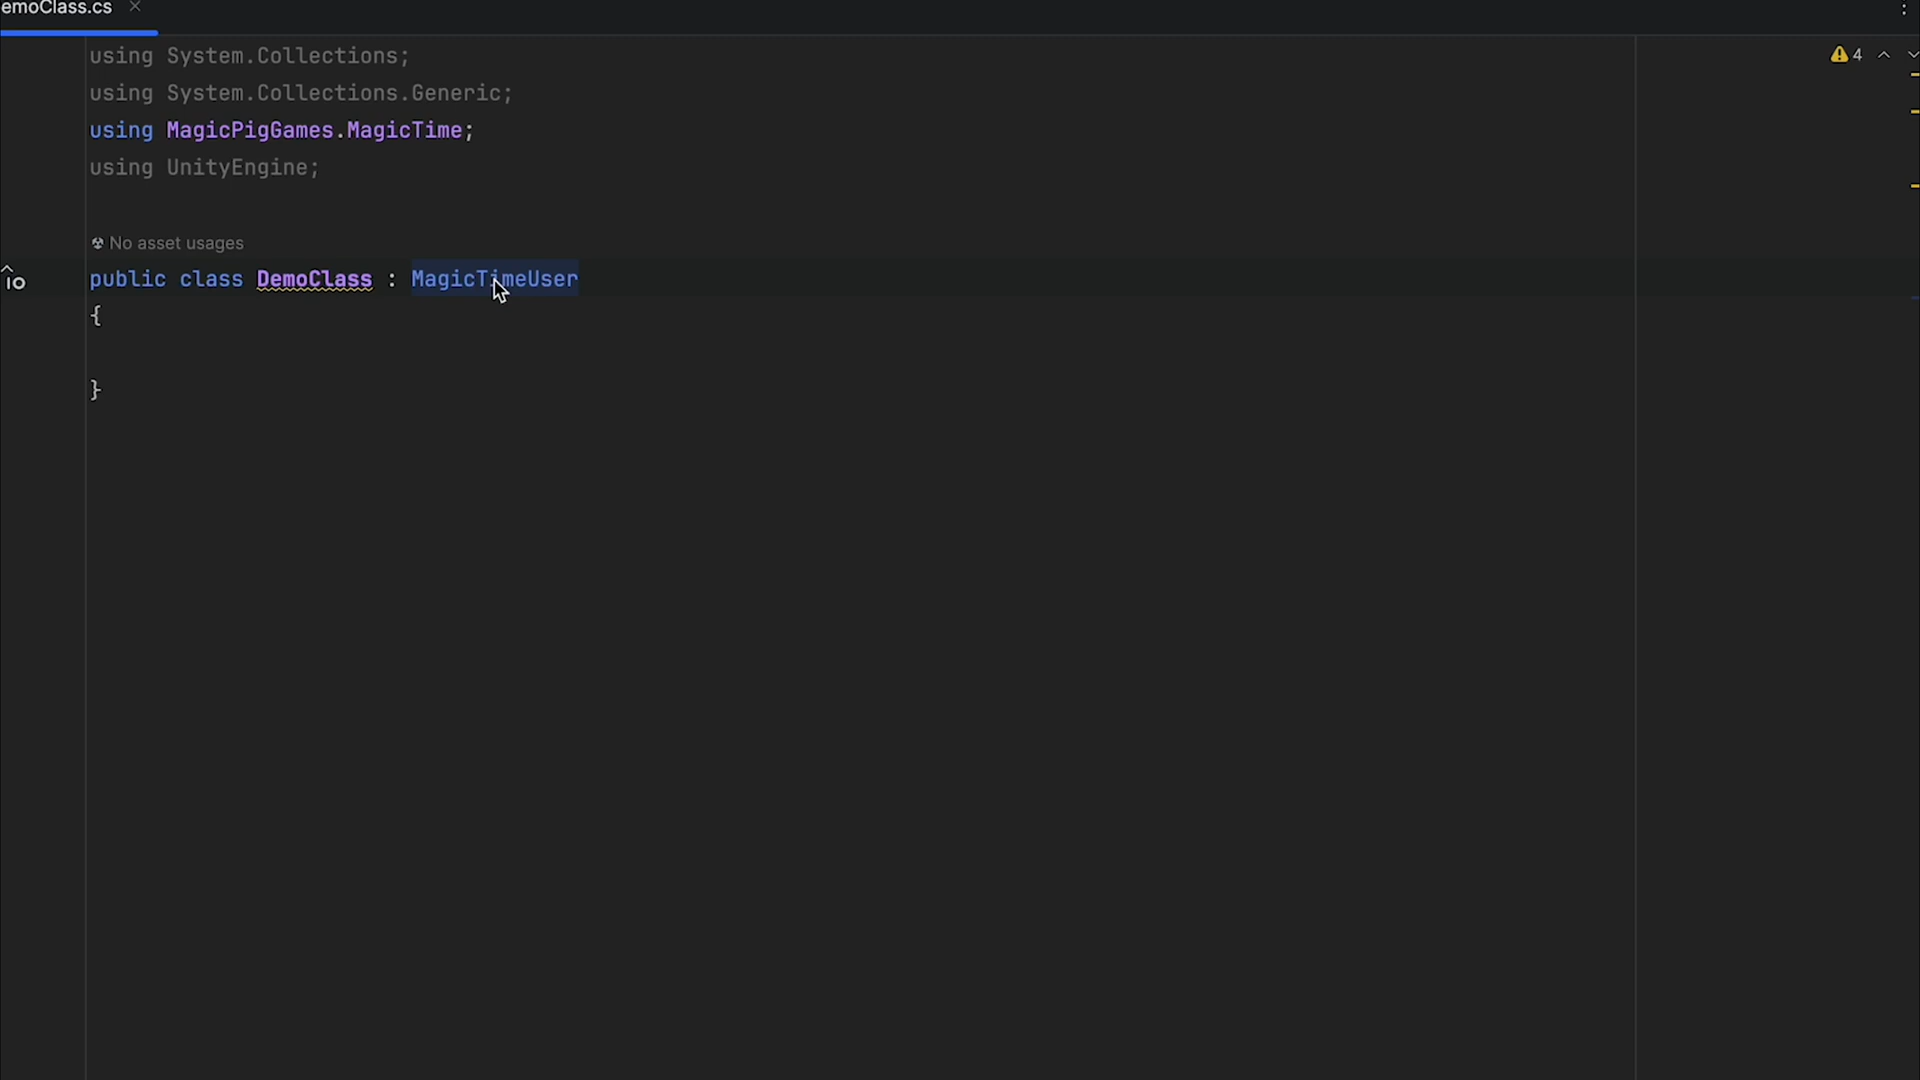 emoClass.cs
4
using System.Collections;
using System.Collections.Generic;
using MagicPigGames.MagicTime;
using UnityEngine;
No asset usages
public class DemoClass : MagicTimeUser
{
}